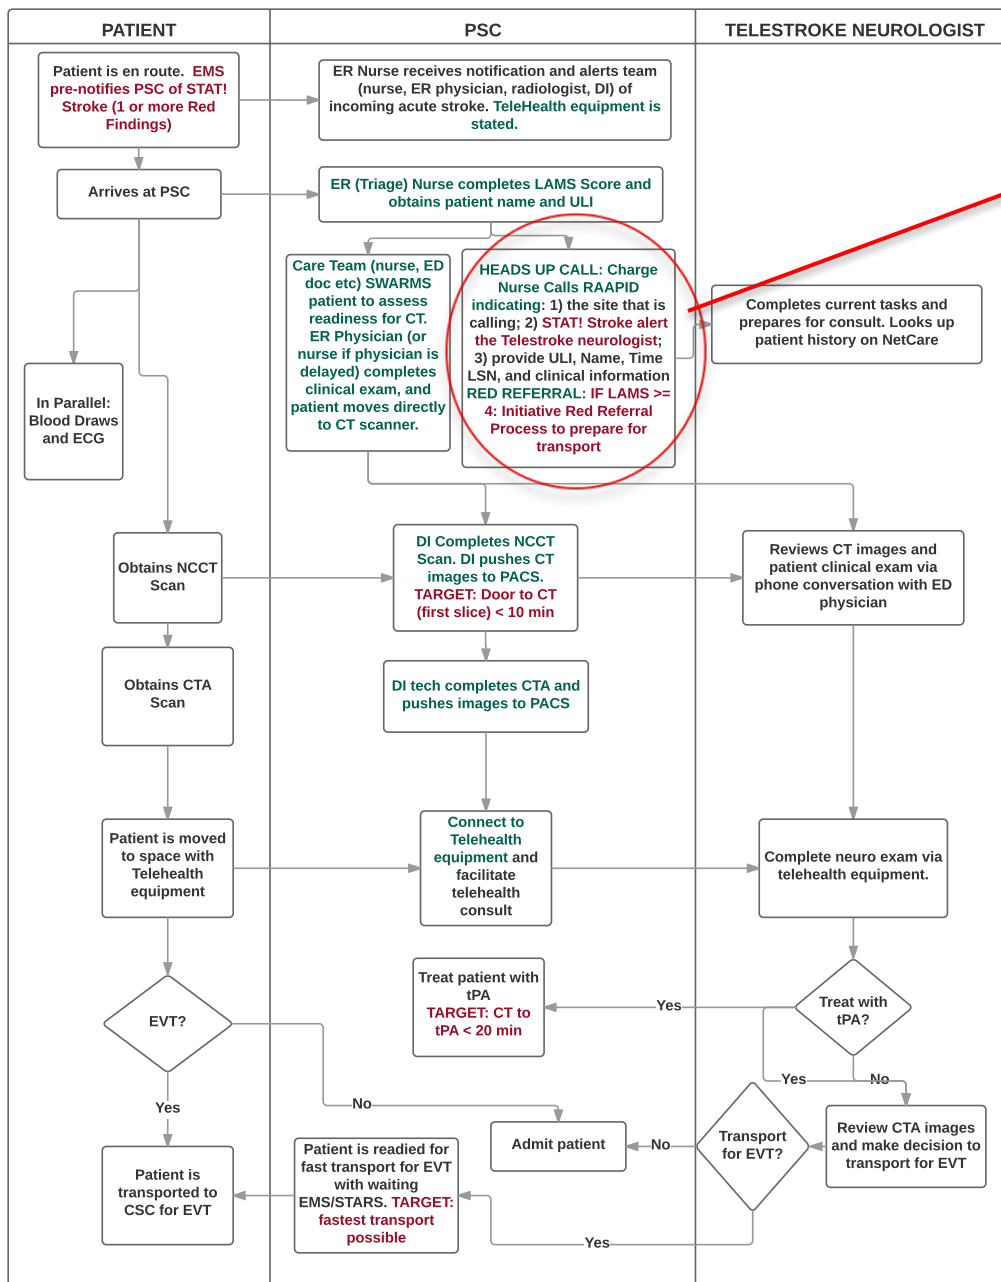 PATIENT
PSC
TELESTROKE NEUROLOGIST
Patient is en route. EMS
pre-notifies PSC of STAT!
Stroke (1 or more Red
Findings)
ER Nurse receives notification and alerts team
(nurse, ER physician, radiologist, DI) of
incoming acute stroke. TeleHealth equipment is
stated.
Arrives at PSC
ER (Triage) Nurse completes LAMS Score and
obtains patient name and ULI
Care Team (nurse, ED
doc etc) SWARMS
patient to assess
readiness for CT.
ER Physician (or
nurse if physician is
delayed) completes
clinical exam, and
patient moves directly
to CT scanner.
HEADS UP CALL: Charge
Nurse Calls RAAPID
indicating: 1) the site that is
calling; 2) STAT! Stroke alert
the Telestroke neurologist;
3) provide ULI, Name, Time
LSN, and clinical information
RED REFERRAL: IF LAMS >=
4: Initiative Red Referral
Process to prepare for
transport
Completes current tasks and
prepares for consult. Looks up
patient history on NetCare
In Parallel:
Blood Draws
and ECG
Obtains NCCT
Scan
DI Completes NCCT
Scan. DI pushes CT
images to PACS.
TARGET: Door to CT
(first slice) < 10 min
Reviews CT images and
patient clinical exam via
phone conversation with ED
physician
Obtains CTA
Scan
DI tech completes CTA and
pushes images to PACS
Patient is moved
to space with
Telehealth
equipment
Connect to
Telehealth
equipment and
facilitate
telehealth
consult
Complete neuro exam via
telehealth equipment.
Treat patient with
tPA
TARGET: CT to
tPA < 20 min
Yes
Treat with
tPA?
EVT?
Yes
No
No
Yes
Admit patient
No
Transport
for EVT?
Review CTA images
and make decision to
transport for EVT
Patient is
transported to
CSC for EVT
Patient is readied for
fast transport for EVT
with waiting
EMS/STARS. TARGET:
fastest transport
possible
Yes